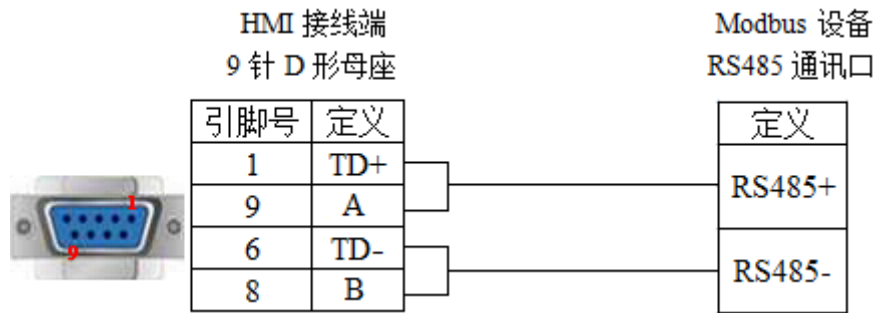 HMI 接线端
9 针 D 形母座
Modbus 设备
RS485 通讯口
引脚号 定义
1 TD+
9 A
6 TD-
8 B
定义
RS485+
RS485-
1
9